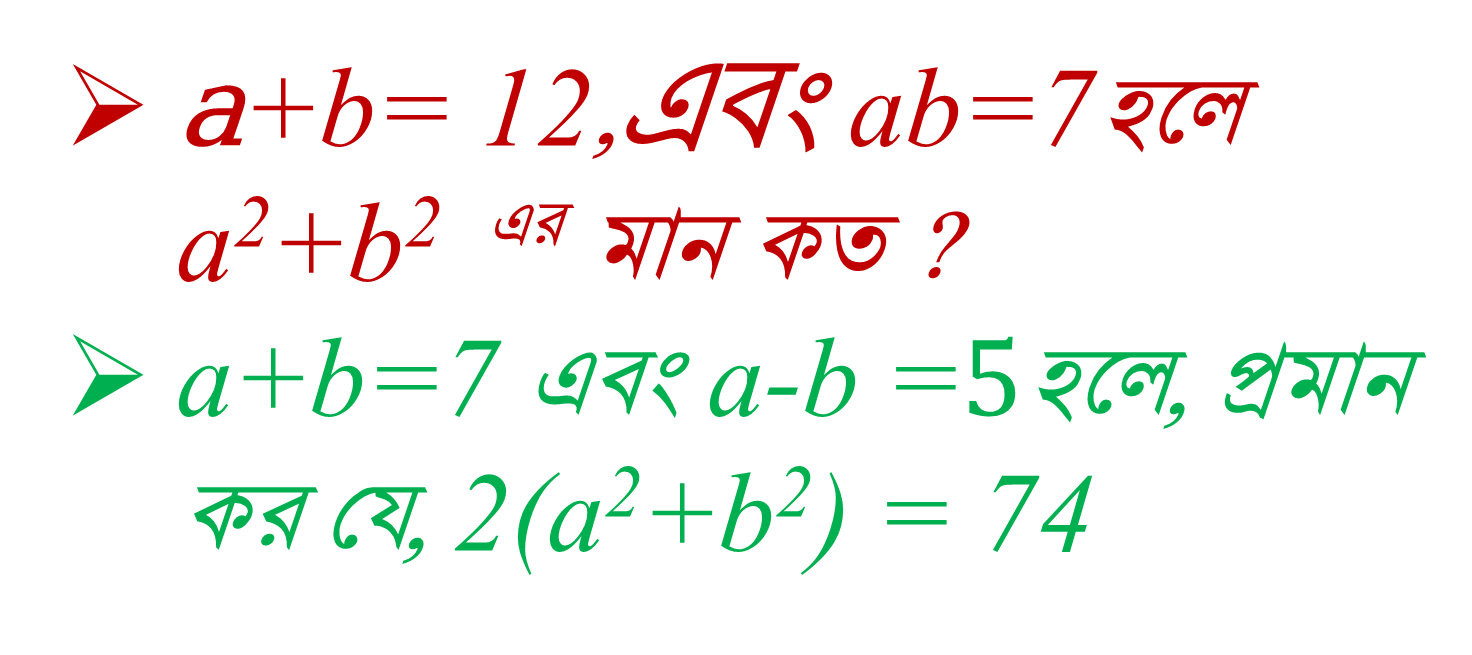 ➢ a+b= 12,এবং ab=7 হলে
a²+b² এর মান কত ?
➢ a+b=7 এবং a-b =5 হলে, প্রমান
কর যে, 2(a²+b²) = 74